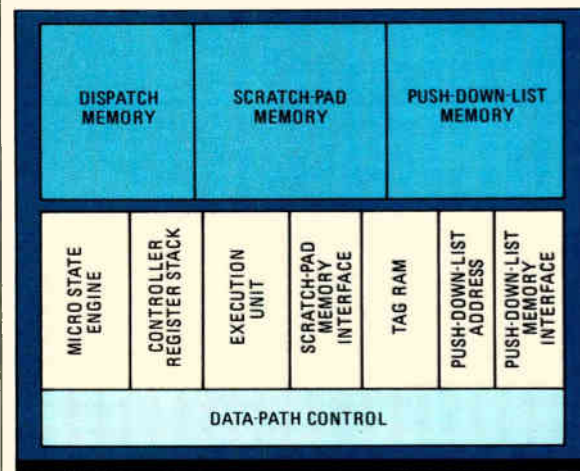 DISPATCH
MEMORY
SCRATCH-PAD
MEMORY
PUSH-DOWN-LIST
MEMORY
MICRO STATE
ENGINE
CONTROLLER
REGISTER STACK
EXECUTION
UNIT
SCRATCH-PAD
MEMORY
INTERFACE
TAG RAM
PUSH-DOWN-LIST
ADDRESS
PUSH-DOWN-LIST
MEMORY
INTERFACE
DATA-PATH CONTROL